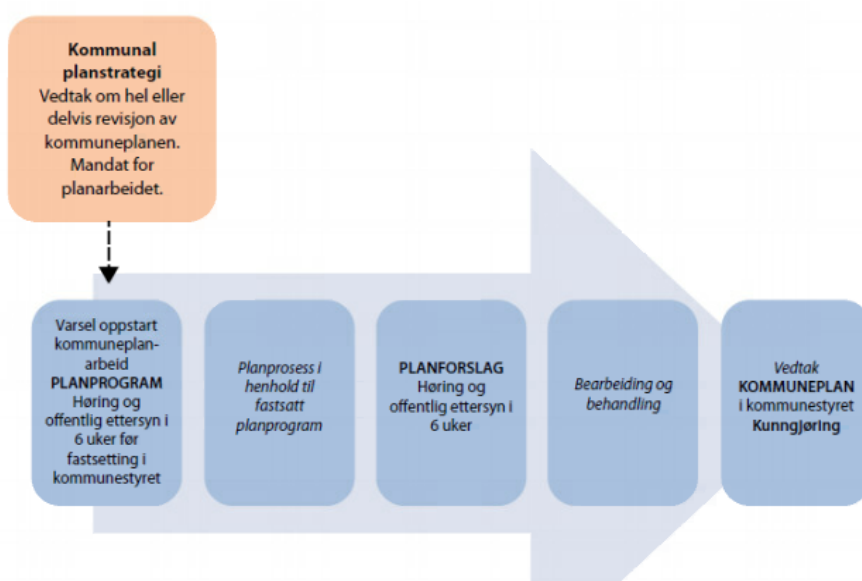 Kommunal
planstrategi
Vedtak om hel eller
delvis revisjon av
kommuneplanen.
Mandat for
planarbeidet.
Varsel oppstart
kommuneplan-
arbeid
PLANPROGRAM
Høring og
offentlig ettersyn i
6 uker før
fastsetting i
kommunestyret
Planprosess i
henhold til
fastsatt
planprogram
PLANFORSLAG
Høring og
offentlig ettersyn i
6 uker
Bearbeiding og
behandling
Vedtak
KOMMUNEPLAN
i kommunestyret
Kunngjøring